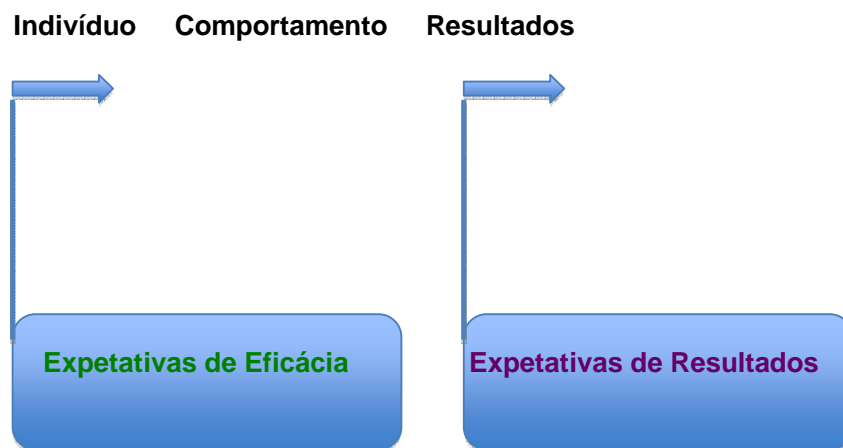 Indivíduo Comportamento Resultados
Expetativas de Eficácia
Expetativas de Resultados